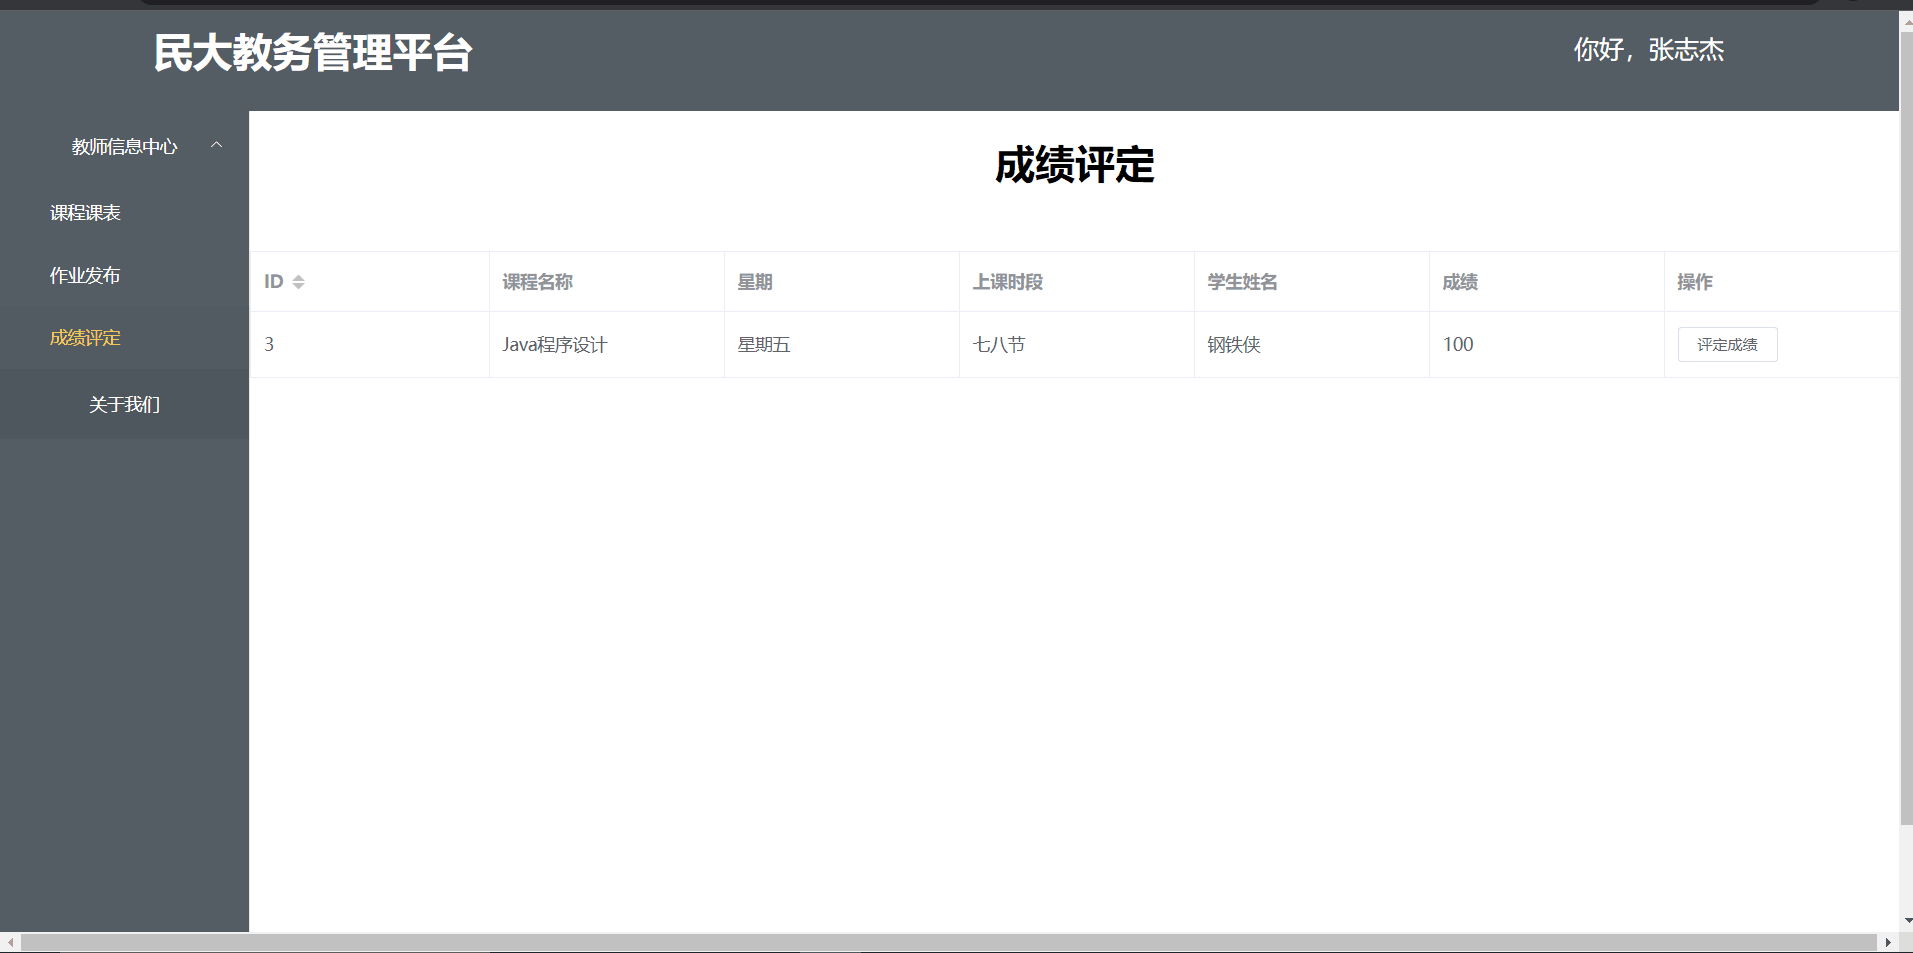 民大教务管理平台
你好，张志杰
教师信息中心
课程课表
作业发布
成绩评定
关于我们
成绩评定
ID 课程名称 星期 上课时段 学生姓名 成绩 操作
3 Java程序设计 星期五 七八节 钢铁侠 100 评定成绩